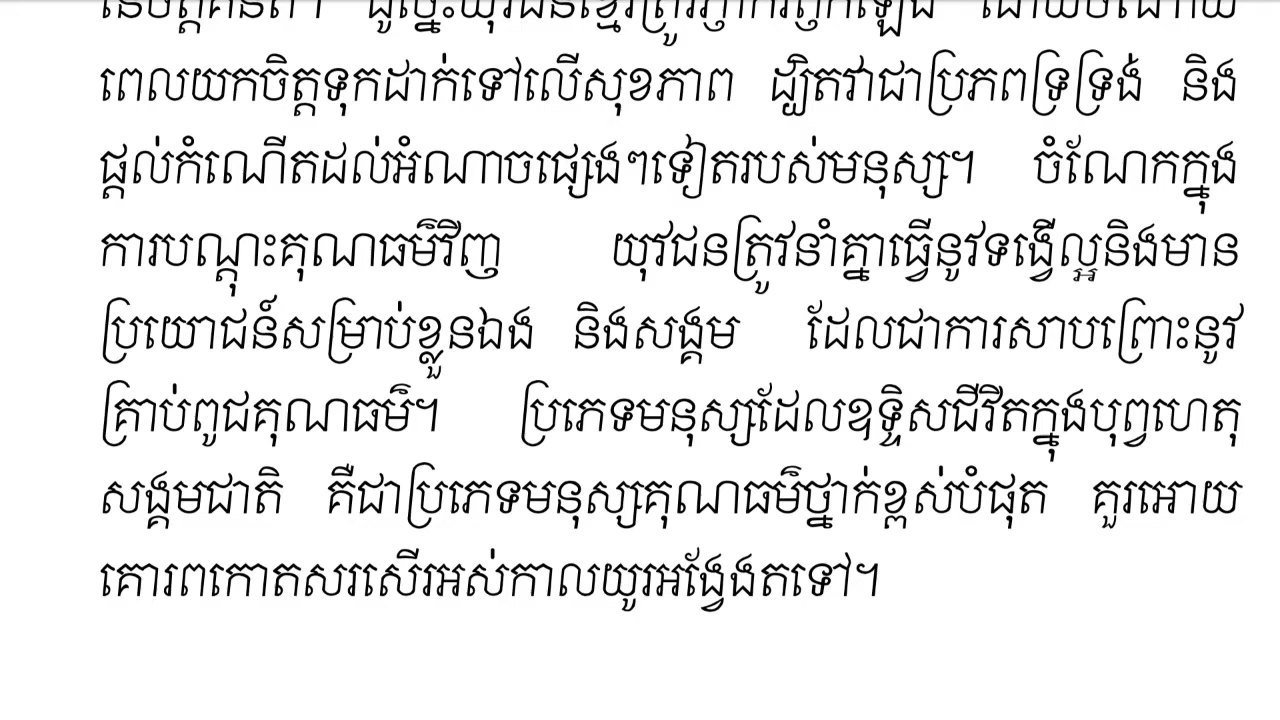 ពេលយកចិត្តទុកដាក់ទៅលើសុខភាព ដ្បិតវាជាប្រភពទ្រទ្រង់ និង
ផ្តល់កំណើតដល់អំណាចផ្សេងៗទៀតរបស់មនុស្ស។ ចំណែកក្នុង
ការបណ្តុះគុណធម៌វិញ យុវជនត្រូវនាំគ្នាធ្វើនូវទង្វើល្អនិងមាន
ប្រយោជន៍សម្រាប់ខ្លួនឯង និងសង្គម ដែលជាការសាបព្រោះនូវ
គ្រាប់ពូជគុណធម៌។ ប្រភេទមនុស្សដែលឧទ្ទិសជីវិតក្នុងបុព្វហេតុ
សង្គមជាតិ គឺជាប្រភេទមនុស្សគុណធម៌ថ្នាក់ខ្ពស់បំផុត គួរអោយ
គោរពកោតសរសើរអស់កាលយូរអង្វែងតទៅ។